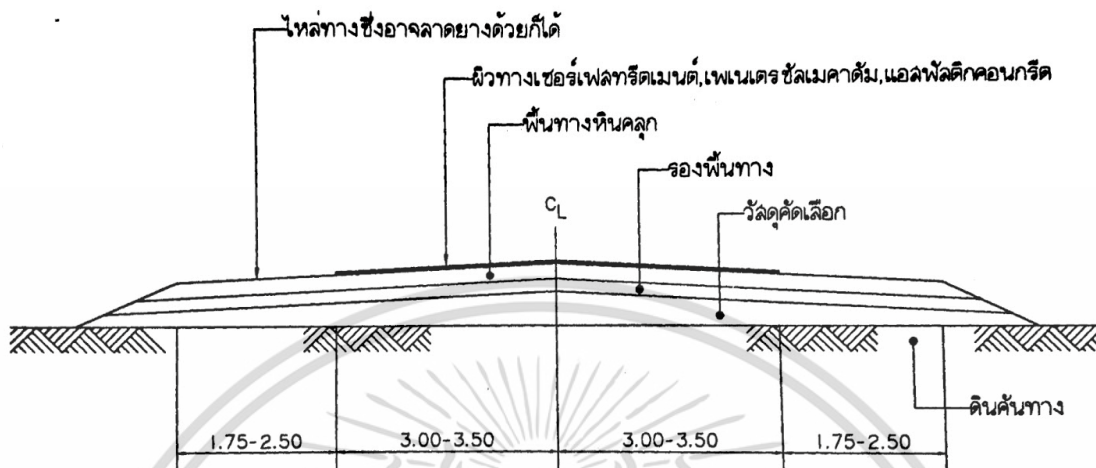 ไหล่ทางซึ่งอาจลาดยางด้วยก็ได้
ผิวทางเซอร์เฟสทรีตเมนต์,เพเนเตรชัลเมคาดัม,แอสฟัลติกคอนกรีต
พื้นทางหินคลุก
รองพื้นทาง
CL
วัสดุคัดเลือก
ดินคันทาง
1.75-2.50
3.00-3.50
3.00-3.50
1.75-2.50